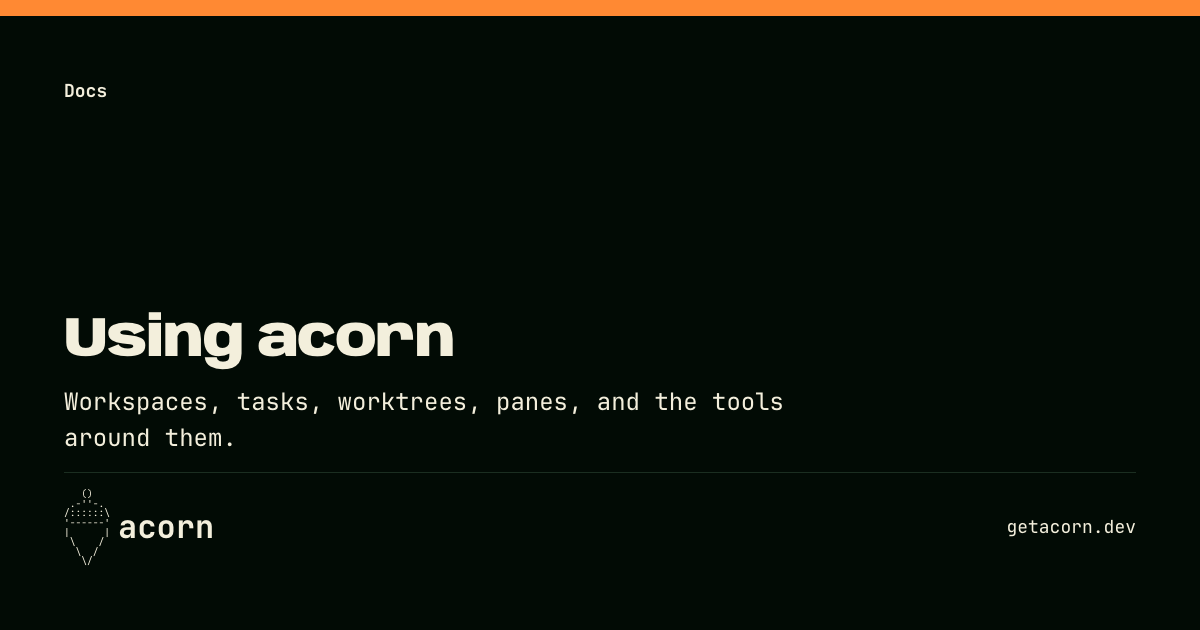 Docs
Using acorn
Workspaces, tasks, worktrees, panes, and the tools
around them.
acorn
getacorn.dev